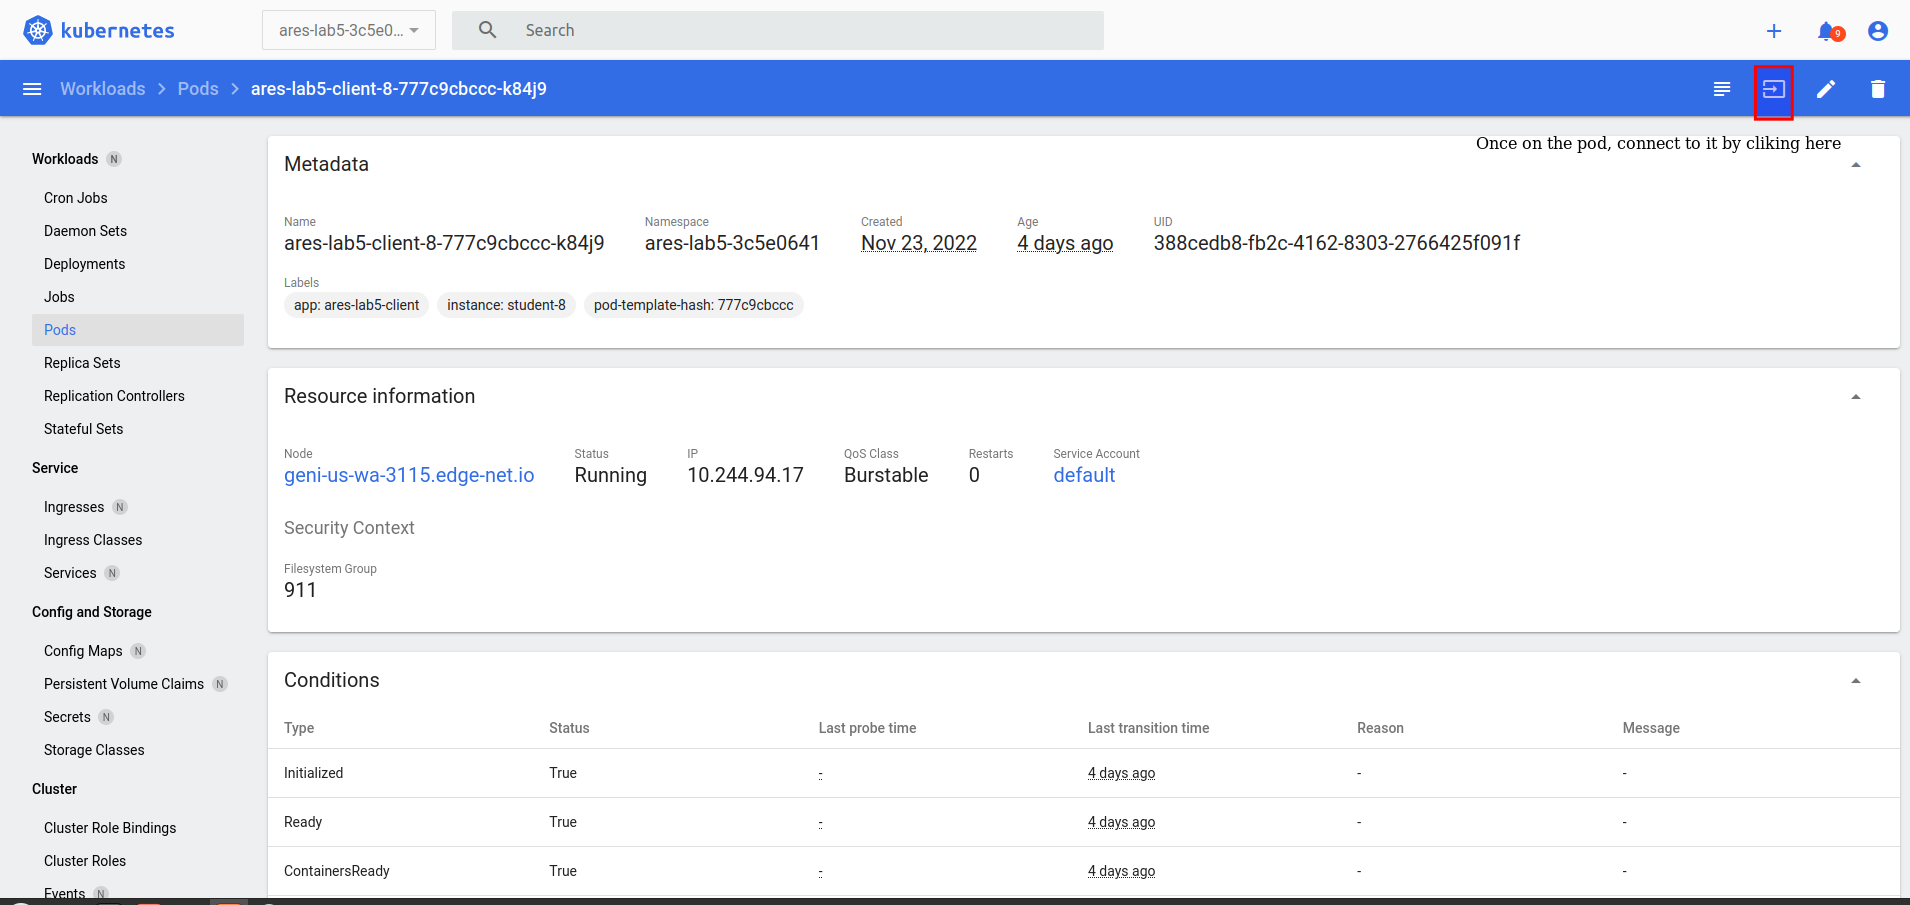 kubernetes
ares-lab5-3c5e0...
Search
9
Workloads > Pods > ares-lab5-client-8-777c9cbccc-k84j9
Once on the pod, connect to it by cliking here
Workloads N
Cron Jobs
Daemon Sets
Deployments
Jobs
Pods
Replica Sets
Replication Controllers
Stateful Sets
Service
Ingresses N
Ingress Classes
Services N
Config and Storage
Config Maps N
Persistent Volume Claims N
Secrets N
Storage Classes
Cluster
Cluster Role Bindings
Cluster Roles
Events N
Metadata
Name Namespace Created Age UID
ares-lab5-client-8-777c9cbccc-k84j9 ares-lab5-3c5e0641 Nov 23, 2022 4 days ago 388cedb8-fb2c-4162-8303-2766425f091f
Labels
app: ares-lab5-client instance: student-8 pod-template-hash: 777c9cbccc
Resource information
Node Status IP QoS Class Restarts Service Account
geni-us-wa-3115.edge-net.io Running 10.244.94.17 Burstable 0 default
Security Context
Filesystem Group
911
Conditions
Type Status Last probe time Last transition time Reason Message
Initialized True - 4 days ago - -
Ready True - 4 days ago - -
ContainersReady True - 4 days ago - -